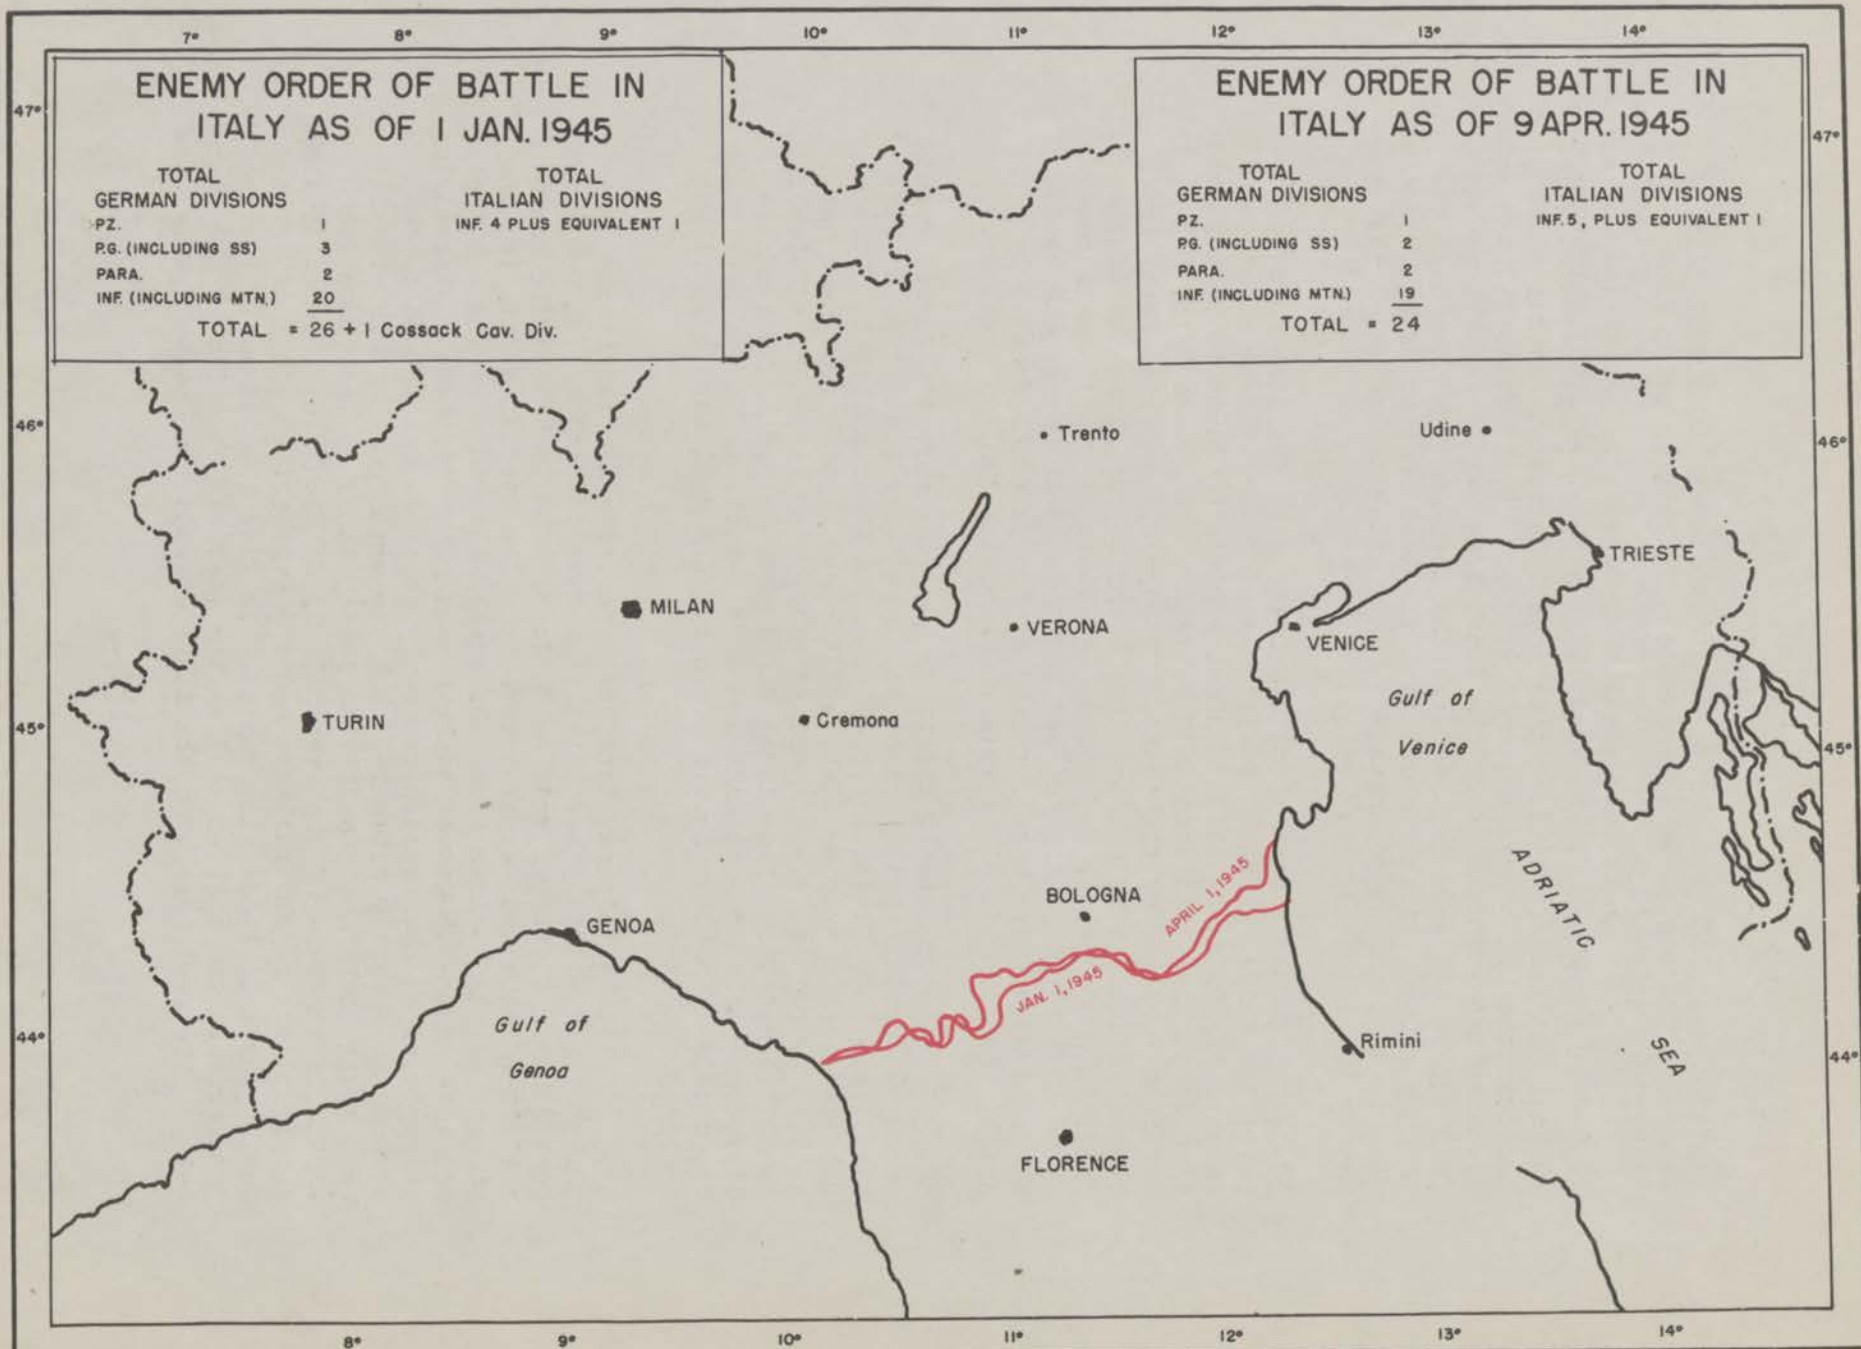 7° 8° 9° 10° 11° 12° 13° 14°
ENEMY ORDER OF BATTLE IN
ITALY AS OF 1 JAN. 1945
TOTAL
GERMAN DIVISIONS
PZ. 1
P.G. (INCLUDING SS) 3
PARA. 2
INF. (INCLUDING MTN.) 20
TOTAL = 26 + 1 Cossack Cav. Div.
TOTAL
ITALIAN DIVISIONS
INF. 4 PLUS EQUIVALENT 1
ENEMY ORDER OF BATTLE IN
ITALY AS OF 9 APR. 1945
TOTAL
GERMAN DIVISIONS
PZ. 1
P.G. (INCLUDING SS) 2
PARA. 2
INF. (INCLUDING MTN.) 19
TOTAL = 24
TOTAL
ITALIAN DIVISIONS
INF. 5, PLUS EQUIVALENT 1
47° 47°
46° 46°
Trento
Udine
TRIESTE
MILAN
VERONA
VENICE
Gulf of
Venice
TURIN
Cremona
45° 45°
ADRIATIC
SEA
BOLOGNA
APRIL 1, 1945
JAN. 1, 1945
GENOA
Gulf of
Genoa
Rimini
44° 44°
FLORENCE
8° 9° 10° 11° 12° 13° 14°